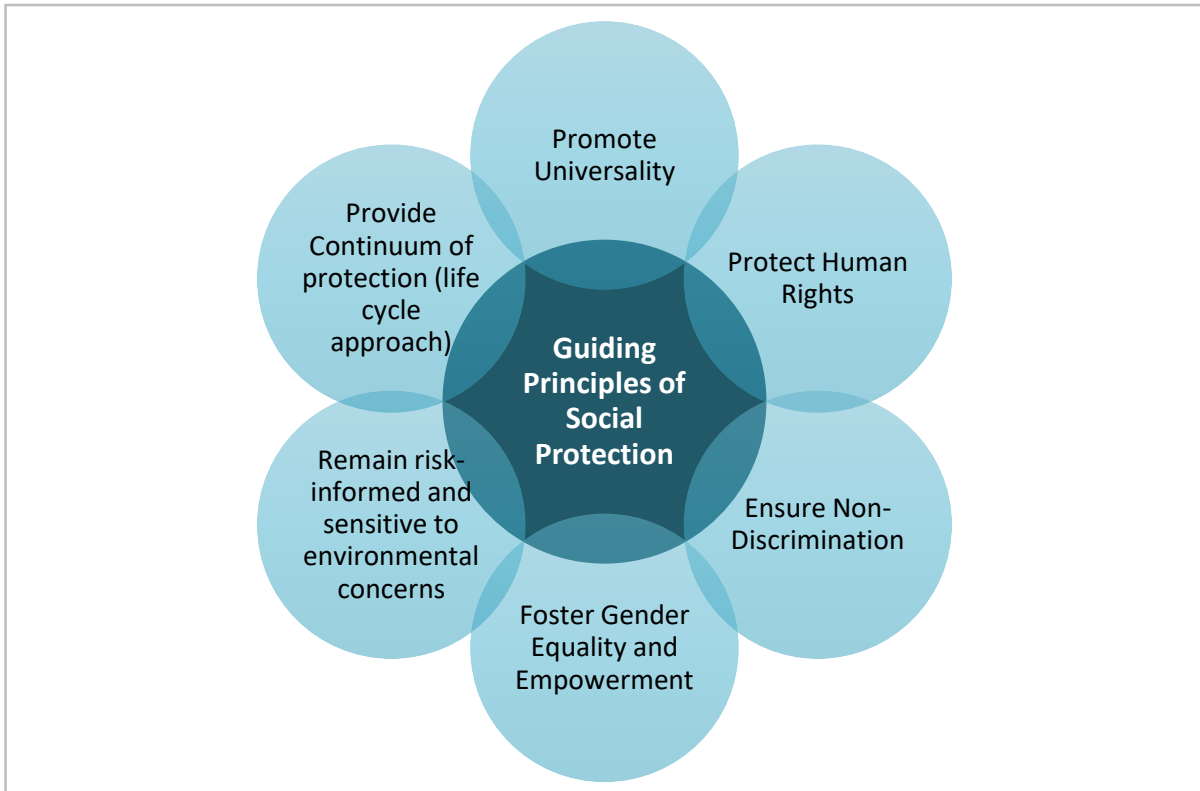 Promote
Universality
Protect Human
Rights
Ensure Non-
Discrimination
Foster Gender
Equality and
Empowerment
Remain risk-
informed and
sensitive to
environmental
concerns
Provide
Continuum of
protection (life
cycle
approach)
Guiding
Principles of
Social
Protection